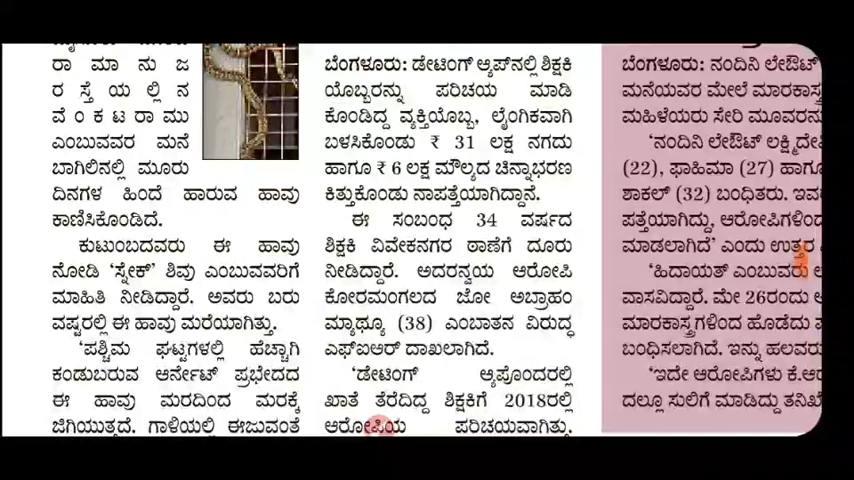 ರಾ ಮಾ ನು ಜ
ರ ಸ್ತೆ ಯ ಲ್ಲಿ ನ
ವೆಂ ಕ ಟ ರಾ ಮು
ಎಂಬುವವರ ಮನೆ
ಬಾಗಿಲಿನಲ್ಲಿ ಮೂರು
ದಿನಗಳ ಹಿಂದೆ ಹಾರುವ ಹಾವು
ಕಾಣಿಸಿಕೊಂಡಿದೆ.
ಕುಟುಂಬದವರು ಈ ಹಾವು
ನೋಡಿ ‘ಸ್ನೇಕ್’ ಶಿವು ಎಂಬುವವರಿಗೆ
ಮಾಹಿತಿ ನೀಡಿದ್ದಾರೆ. ಅವರು ಬರು
ವಷ್ಟರಲ್ಲಿ ಈ ಹಾವು ಮರೆಯಾಗಿತ್ತು.
‘ಪಶ್ಚಿಮ ಘಟ್ಟಗಳಲ್ಲಿ ಹೆಚ್ಚಾಗಿ
ಕಂಡುಬರುವ ಆರ್ನೇಟ್ ಪ್ರಭೇದದ
ಈ ಹಾವು ಮರದಿಂದ ಮರಕ್ಕೆ
ಜಿಗಿಯುತ್ತದೆ. ಗಾಳಿಯಲ್ಲಿ ಈಜುವಂತೆ
ಬೆಂಗಳೂರು: ಡೇಟಿಂಗ್ ಆ್ಯಪ್‌ನಲ್ಲಿ ಶಿಕ್ಷಕಿ
ಯೊಬ್ಬರನ್ನು ಪರಿಚಯ ಮಾಡಿ
ಕೊಂಡಿದ್ದ ವ್ಯಕ್ತಿಯೊಬ್ಬ, ಲೈಂಗಿಕವಾಗಿ
ಬಳಸಿಕೊಂಡು ₹ 31 ಲಕ್ಷ ನಗದು
ಹಾಗೂ ₹ 6 ಲಕ್ಷ ಮೌಲ್ಯದ ಚಿನ್ನಾಭರಣ
ಕಿತ್ತುಕೊಂಡು ನಾಪತ್ತೆಯಾಗಿದ್ದಾನೆ.
ಈ ಸಂಬಂಧ 34 ವರ್ಷದ
ಶಿಕ್ಷಕಿ ವಿವೇಕನಗರ ಠಾಣೆಗೆ ದೂರು
ನೀಡಿದ್ದಾರೆ. ಅದರನ್ವಯ ಆರೋಪಿ
ಕೋರಮಂಗಲದ ಜೋ ಅಬ್ರಾಹಂ
ಮ್ಯಾಥ್ಯೂ (38) ಎಂಬಾತನ ವಿರುದ್ಧ
ಎಫ್‌ಐಆರ್ ದಾಖಲಾಗಿದೆ.
‘ಡೇಟಿಂಗ್ ಆ್ಯಪೊಂದರಲ್ಲಿ
ಖಾತೆ ತೆರೆದಿದ್ದ ಶಿಕ್ಷಕಿಗೆ 2018ರಲ್ಲಿ
ಆರೋಪಿಯ ಪರಿಚಯವಾಗಿತ್ತು.
ಬೆಂಗಳೂರು: ನಂದಿನಿ ಲೇಔಟ್
ಮನೆಯವರ ಮೇಲೆ
ಮಹಿಳೆಯರು ಸೇರಿ ಮೂವರನು
‘ನಂದಿನಿ ಲೇಔಟ್
(22), ಫಾಹಿಮಾ (27) ಹಾಗೂ
ಶಾಕಲ್ (32) ಬಂಧಿತರು.
ಪತ್ತೆಯಾಗಿದ್ದು, ಆರೋಪಿಗಳಿಂದ
ಮಾಡಲಾಗಿದೆ’ ಎಂದು ಉತ್ತರ
‘ಹಿದಾಯತ್ ಎಂಬುವರು
ವಾಸವಿದ್ದಾರೆ. ಮೇ 26ರಂದು
ಮಾರಕಾಸ್ತ್ರಗಳಿಂದ ಹೊಡೆದು
ಬಂಧಿಸಲಾಗಿದೆ. ಇನ್ನು ಹಲವರು
‘ಇದೇ ಆರೋಪಿಗಳು ಕೆ.ಆರ
ದಲ್ಲೂ ಸುಲಿಗೆ ಮಾಡಿದ್ದು